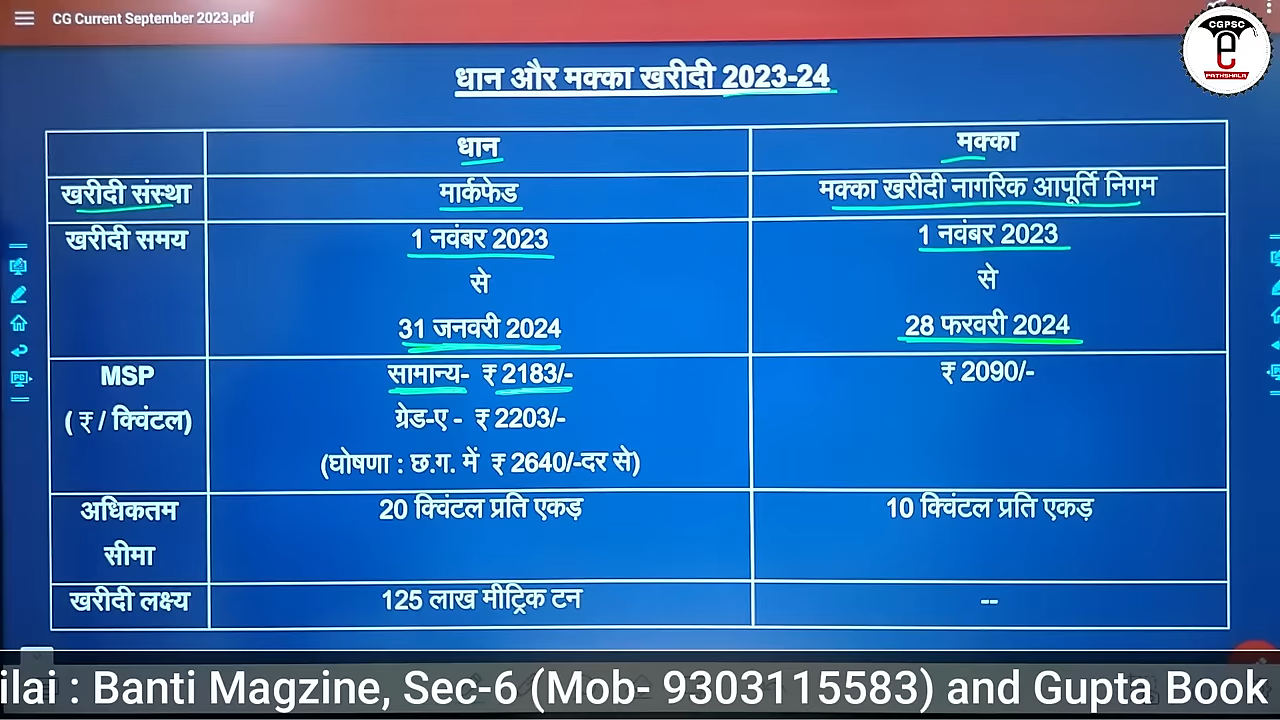 CG Current September 2023.pdf
CGPSC
e
PATHSHALA
धान और मक्का खरीदी 2023-24
धान
मक्का
खरीदी संस्था
मार्कफेड
मक्का खरीदी नागरिक आपूर्ति निगम
खरीदी समय
1 नवंबर 2023
से
31 जनवरी 2024
1 नवंबर 2023
से
28 फरवरी 2024
MSP
( ₹ / क्विंटल)
सामान्य- ₹ 2183/-
ग्रेड-ए - ₹ 2203/-
(घोषणा : छ.ग. में ₹ 2640/-दर से)
₹ 2090/-
अधिकतम
सीमा
20 क्विंटल प्रति एकड़
10 क्विंटल प्रति एकड़
खरीदी लक्ष्य
125 लाख मीट्रिक टन
--
ilai : Banti Magzine, Sec-6 (Mob- 9303115583) and Gupta Book